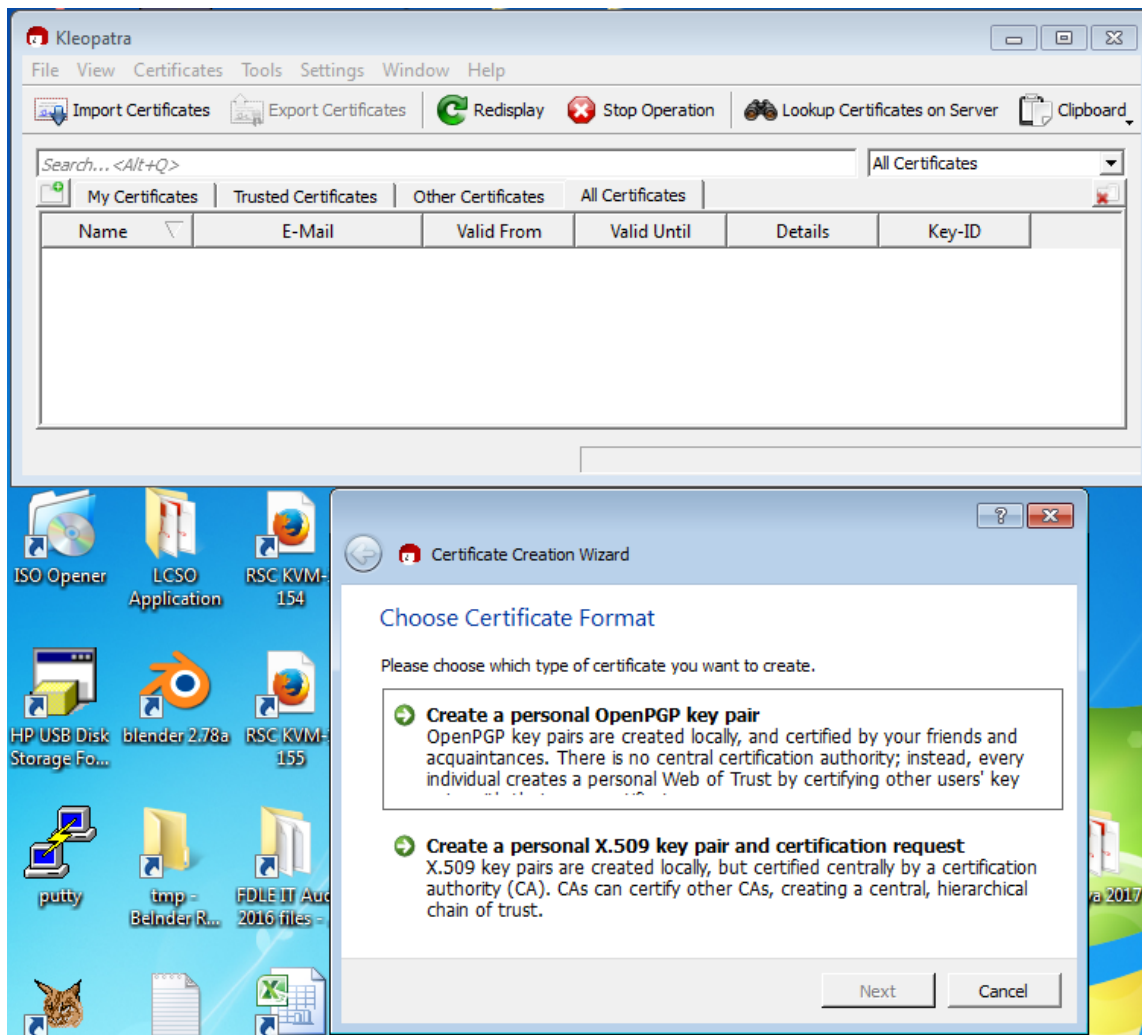 Kleopatra
File View Certificates Tools Settings Window Help
Import Certificates Export Certificates Redisplay Stop Operation Lookup Certificates on Server Clipboard
Search...<Alt+Q> All Certificates
My Certificates Trusted Certificates Other Certificates All Certificates
Name E-Mail Valid From Valid Until Details Key-ID
ISO Opener
LCSO
Application
RSC KVM-
154
Certificate Creation Wizard
Choose Certificate Format
Please choose which type of certificate you want to create.
Create a personal OpenPGP key pair
OpenPGP key pairs are created locally, and certified by your friends and
acquaintances. There is no central certification authority; instead, every
individual creates a personal Web of Trust by certifying other users' key
HP USB Disk
Storage Fo...
blender 2.78a
RSC KVM-
155
Create a personal X.509 key pair and certification request
X.509 key pairs are created locally, but certified centrally by a certification
authority (CA). CAs can certify other CAs, creating a central, hierarchical
chain of trust.
putty
tmp -
Belnder R...
FDLE IT Aud
2016 files -
2017
Next Cancel